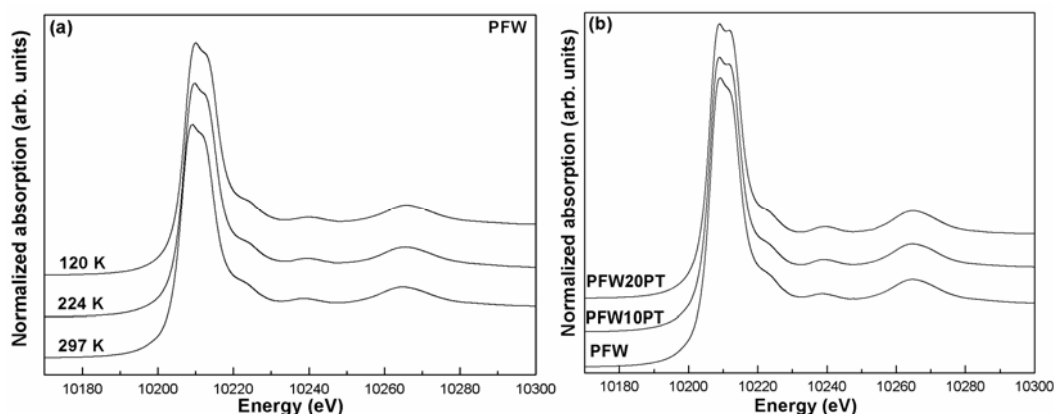 (a)
PFW
Normalized absorption (arb. units)
120 K
224 K
297 K
10180 10200 10220 10240 10260 10280 10300
Energy (eV)
(b)
Normalized absorption (arb. units)
PFW20PT
PFW10PT
PFW
10180 10200 10220 10240 10260 10280 10300
Energy (eV)